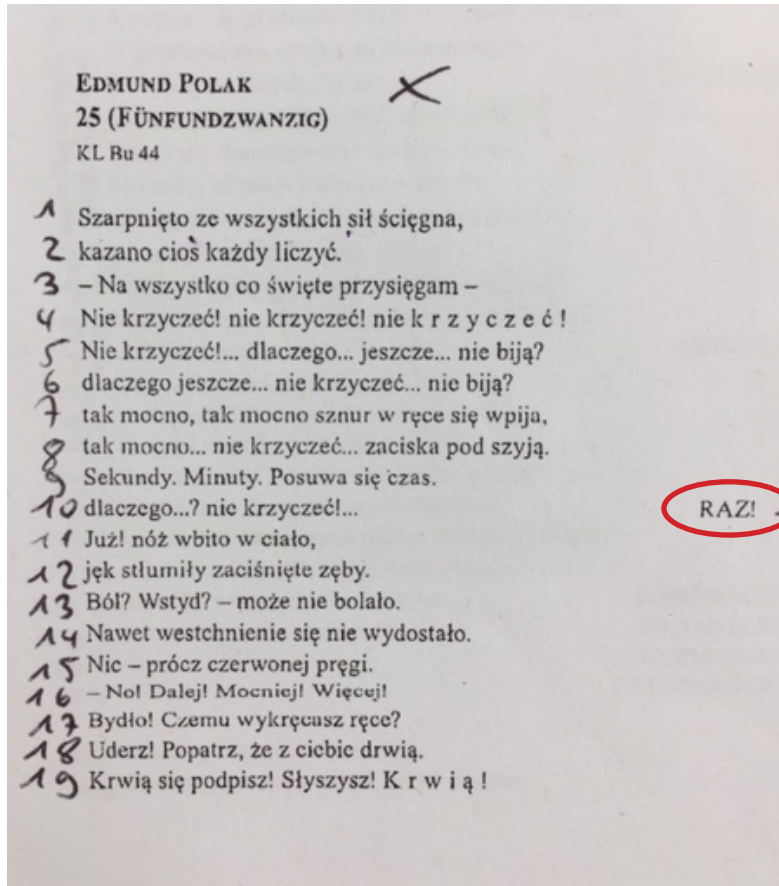 EDMUND POLAK
25 (FÜNFUNDZWANZIG)
KL Bu 44
1 Szarpnięto ze wszystkich sił ścięgna,
2 kazano cios każdy liczyć.
3 – Na wszystko co święte przysięgam –
4 Nie krzyczeć! nie krzyczeć! nie k r z y c z e ć !
5 Nie krzyczeć!... dlaczego... jeszcze... nie biją?
6 dlaczego jeszcze... nie krzyczeć... nie biją?
7 tak mocno, tak mocno sznur w ręce się wpija,
8 tak mocno... nie krzyczeć... zaciska pod szyją.
9 Sekundy. Minuty. Posuwa się czas.
10 dlaczego...? nie krzyczeć!... RAZ!
11 Już! nóż wbito w ciało,
12 jęk stłumiły zaciśnięte zęby.
13 Ból? Wstyd? – może nie bolało.
14 Nawet westchnienie się nie wydostało.
15 Nic – prócz czerwonej pręgi.
16 – No! Dalej! Mocniej! Więcej!
17 Bydło! Czemu wykręcasz ręce?
18 Uderz! Popatrz, że z ciebie drwią.
19 Krwią się podpisz! Słyszysz! K r w i ą !